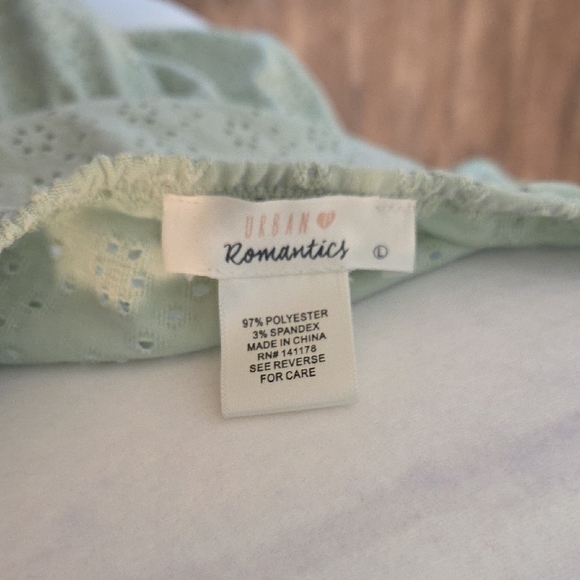 URBAN
Romantics L
97% POLYESTER
3% SPANDEX
MADE IN CHINA
RN# 141178
SEE REVERSE
FOR CARE